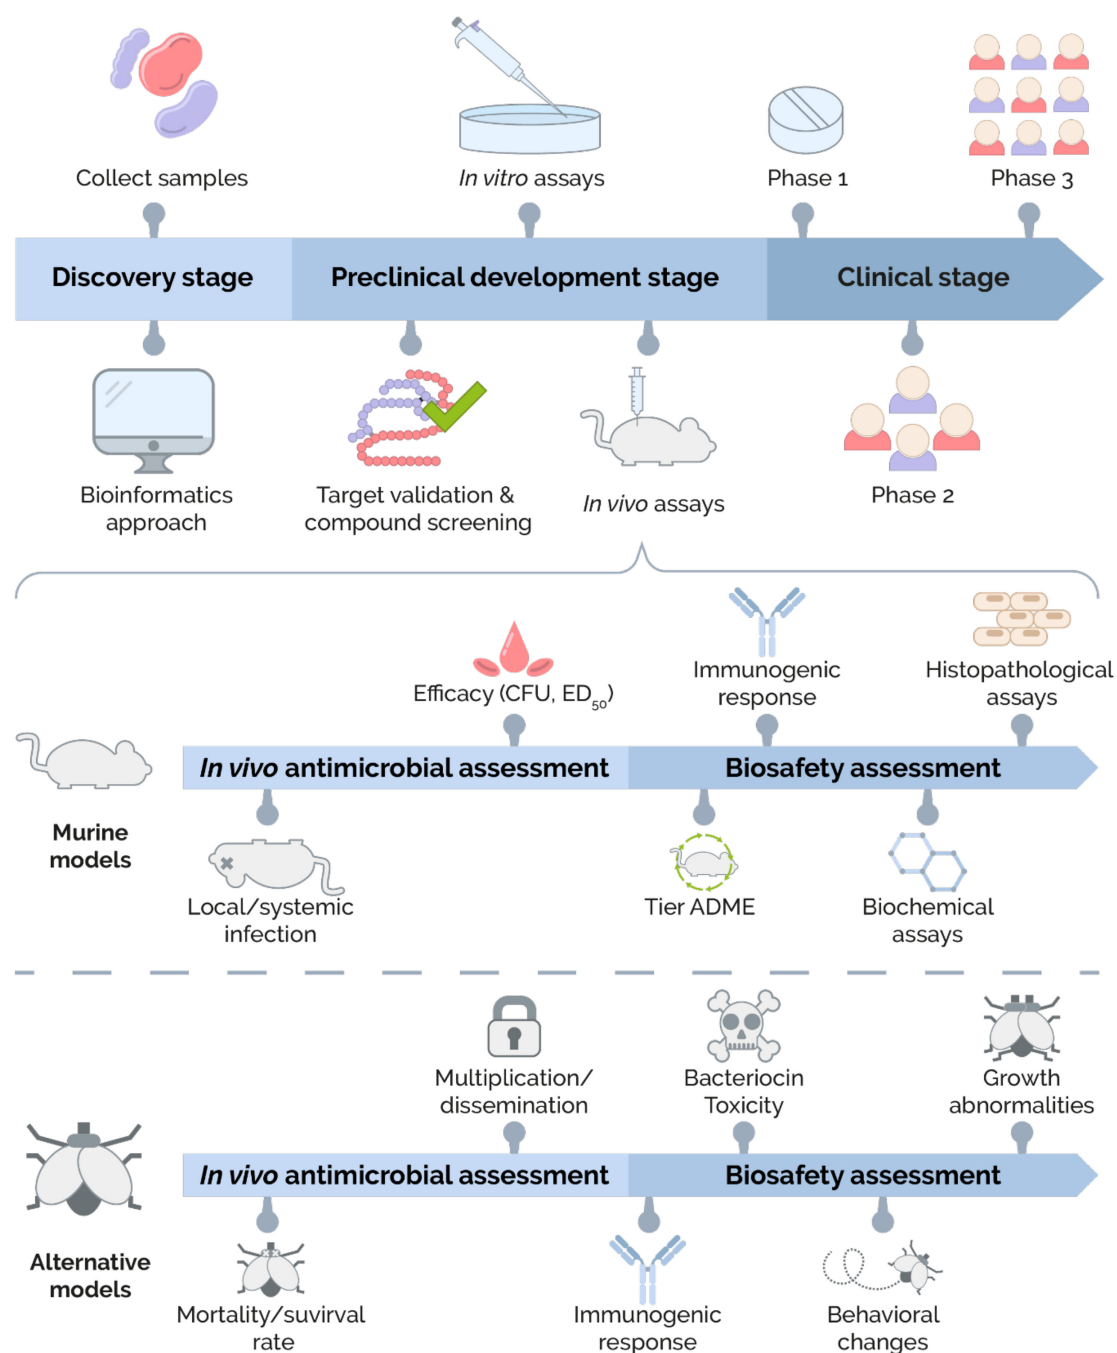 Collect samples
In vitro assays
Phase 1
Phase 3
Discovery stage
Preclinical development stage
Clinical stage
Bioinformatics
approach
Target validation &
compound screening
In vivo assays
Phase 2
Efficacy (CFU, ED50)
Immunogenic
response
Histopathological
assays
In vivo antimicrobial assessment
Biosafety assessment
Murine
models
Local/systemic
infection
Tier ADME
Biochemical
assays
Multiplication/
dissemination
Bacteriocin
Toxicity
Growth
abnormalities
In vivo antimicrobial assessment
Biosafety assessment
Alternative
models
Mortality/suvirval
rate
Immunogenic
response
Behavioral
changes